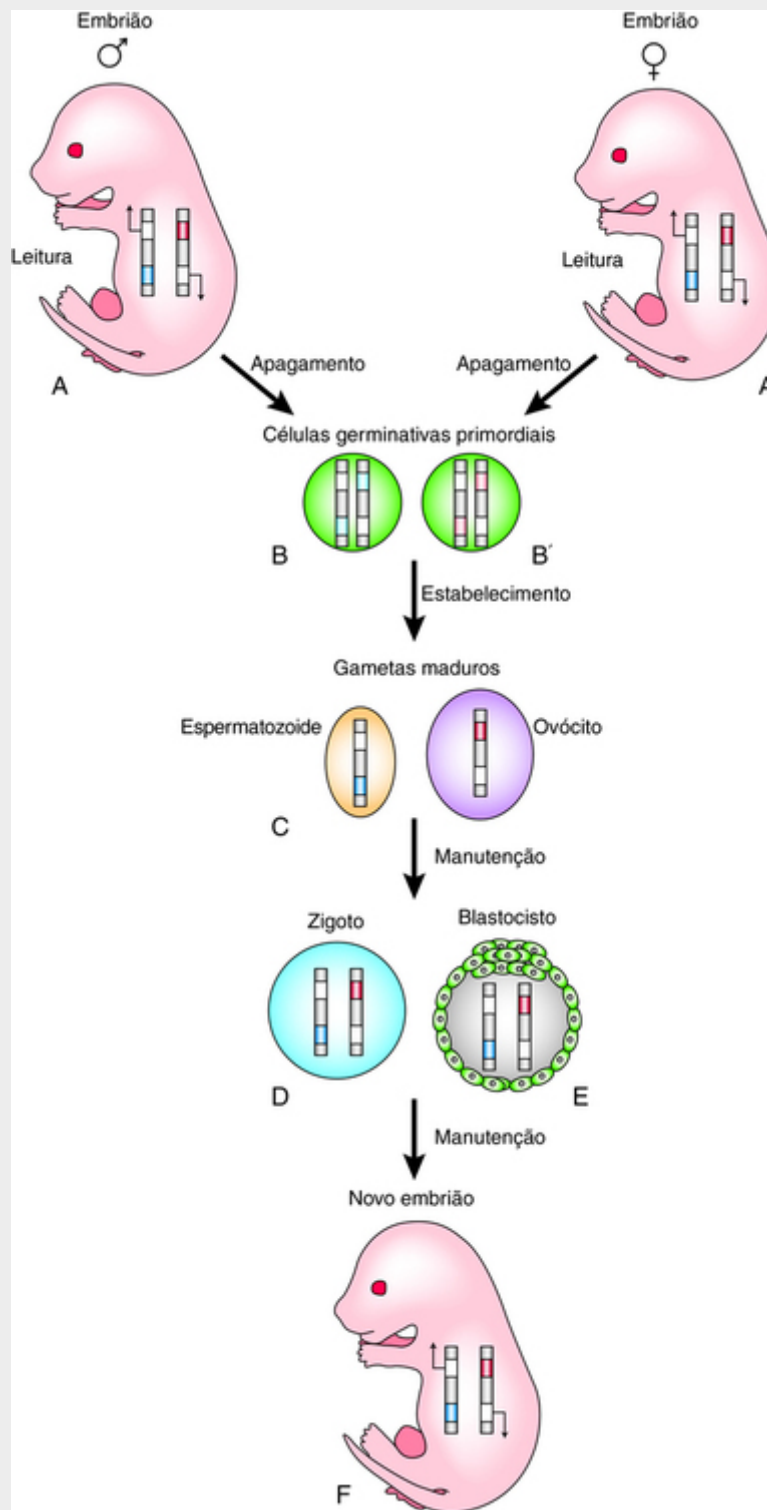 Embrião
♂
Embrião
♀
Leitura
Leitura
A
Apagamento
Apagamento
A
Células germinativas primordiais
B
B´
Estabelecimento
Gametas maduros
Espermatozoide
Ovócito
C
Manutenção
Zigoto
Blastocisto
D
E
Manutenção
Novo embrião
F